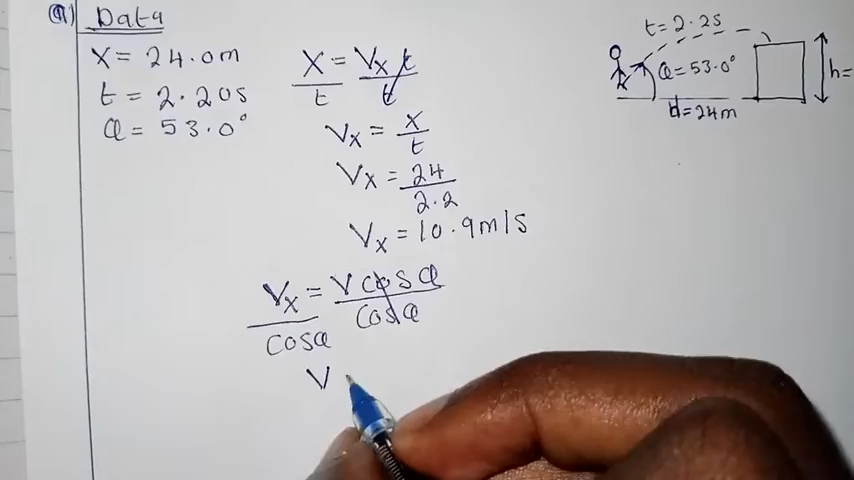 (a) Data
X = 24.0m
t = 2.20s
θ = 53.0°
X/t = Vx t/t
Vx = X/t
Vx = 24/2.2
Vx = 10.9m/s
Vx/cosθ = Vcosθ/cosθ
V
t = 2.2s
θ = 53.0°
h =
d = 24m